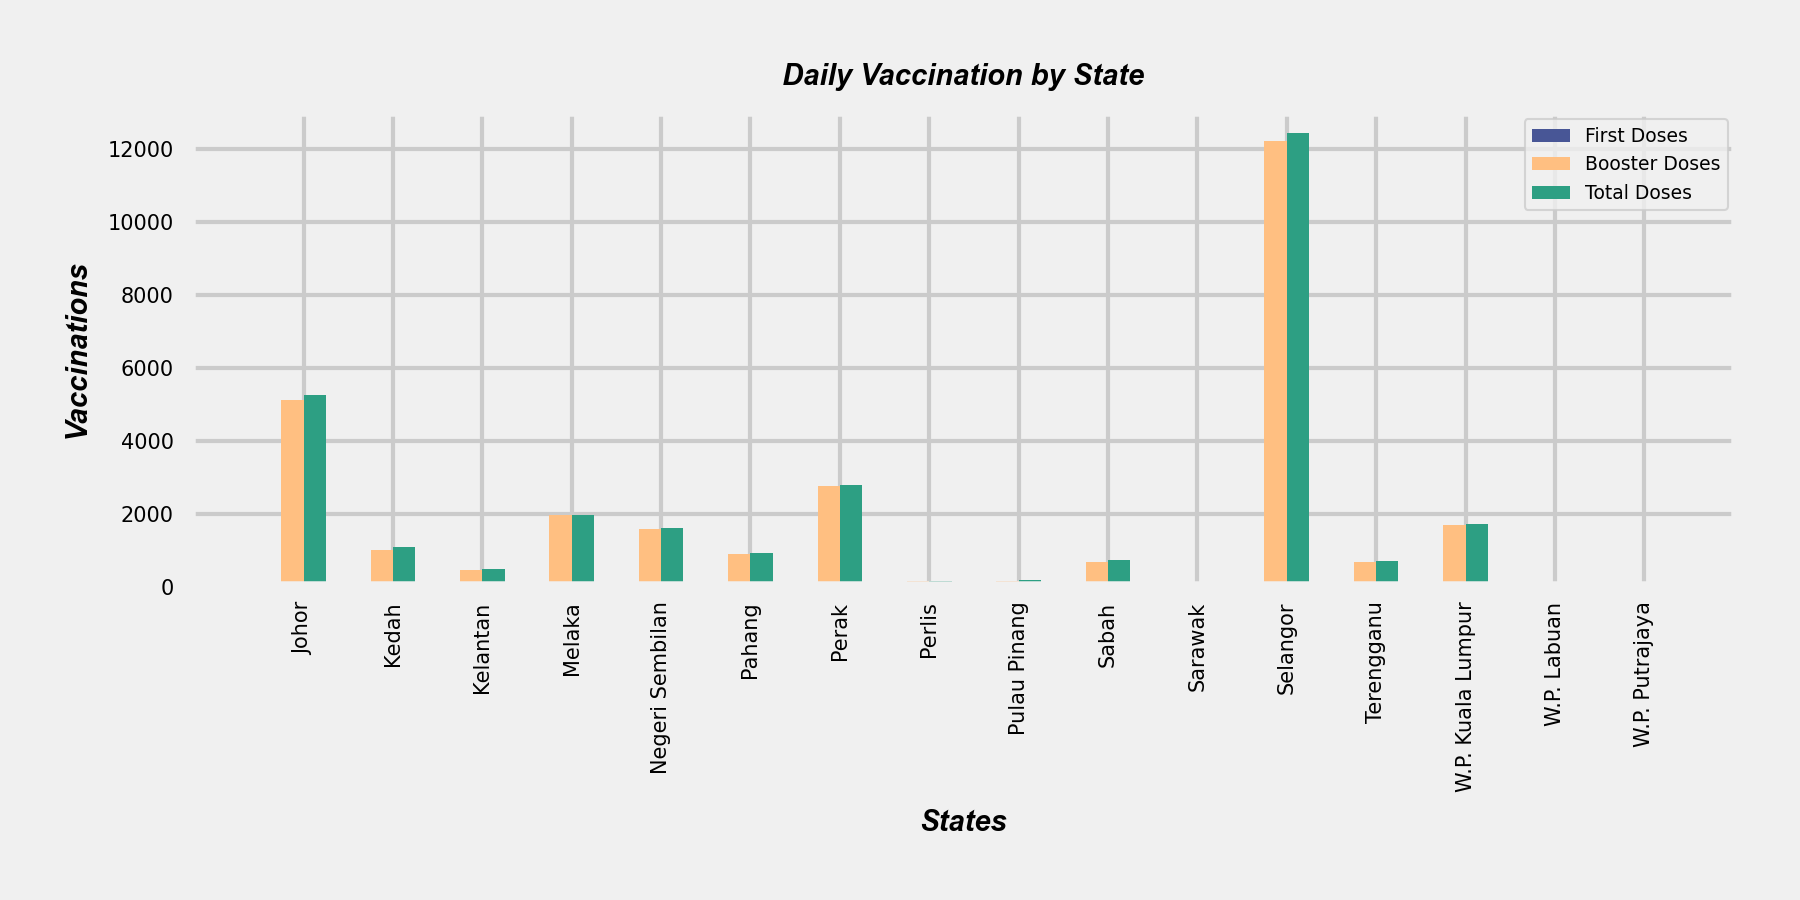 Daily Vaccination by State
First Doses
Booster Doses
Total Doses
Vaccinations
12000
10000
8000
6000
4000
2000
0
Johor
Kedah
Kelantan
Melaka
Negeri Sembilan
Pahang
Perak
Perlis
Pulau Pinang
Sabah
Sarawak
Selangor
Terengganu
W.P. Kuala Lumpur
W.P. Labuan
W.P. Putrajaya
States